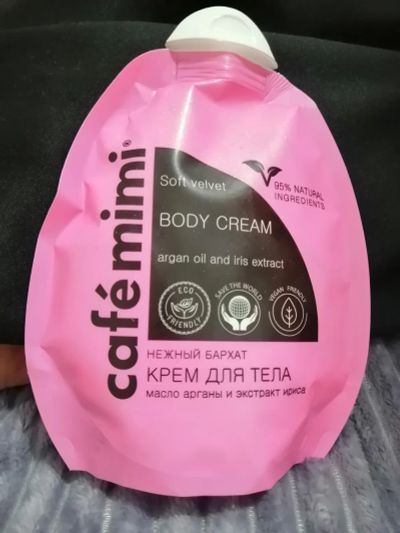 café mimi®
Soft velvet
95% NATURAL
INGREDIENTS
BODY CREAM
argan oil and iris extract
ECO
FRIENDLY
SAVE THE WORLD
VEGAN FRIENDLY
НЕЖНЫЙ БАРХАТ
КРЕМ ДЛЯ ТЕЛА
масло арганы и экстракт ириса